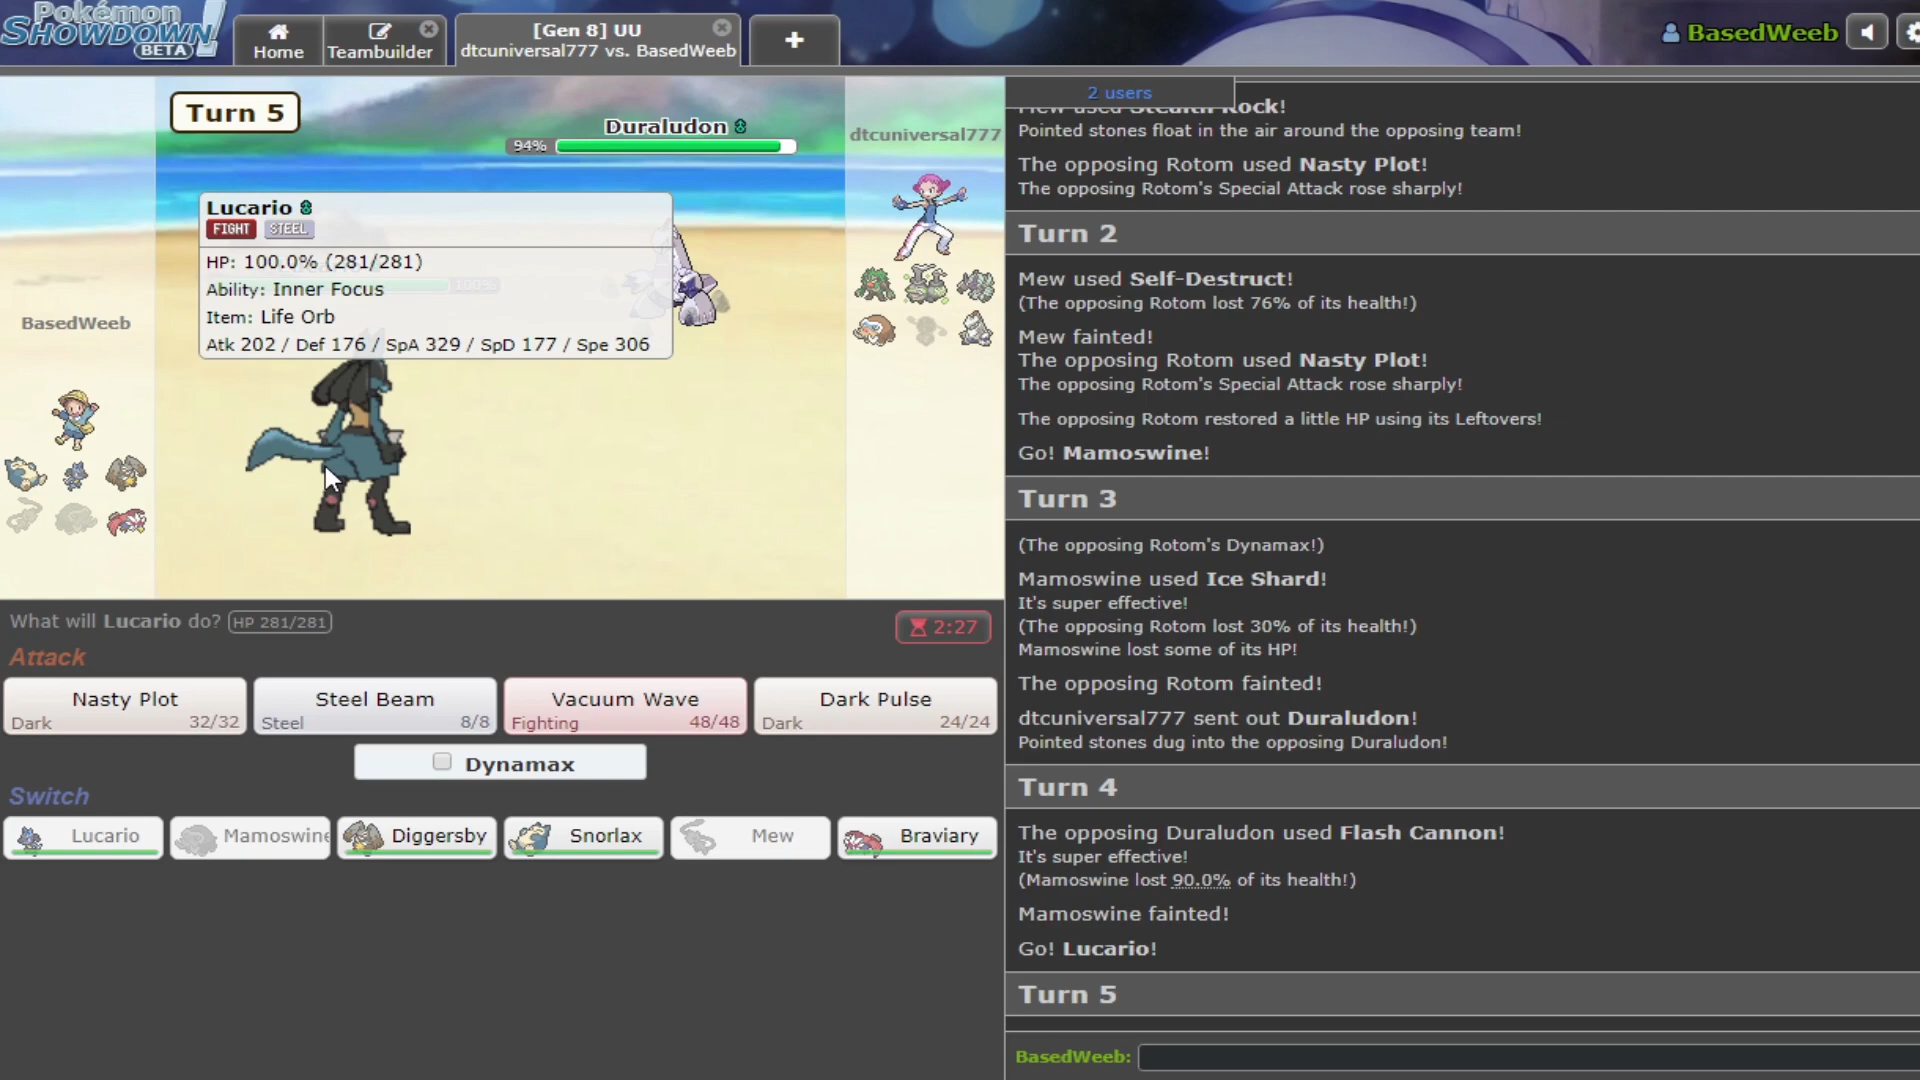 Pokémon
SHOWDOWN!
BETA
Home
Teambuilder
[Gen 8] UU
dtcuniversal777 vs. BasedWeeb
+
BasedWeeb
Turn 5
Duraludon
94%
dtcuniversal777
Lucario
FIGHT STEEL
HP: 100.0% (281/281)
Ability: Inner Focus
100%
Item: Life Orb
Atk 202 / Def 176 / SpA 329 / SpD 177 / Spe 306
BasedWeeb
What will Lucario do? HP 281/281
2:27
Attack
Nasty Plot
Dark 32/32
Steel Beam
Steel 8/8
Vacuum Wave
Fighting 48/48
Dark Pulse
Dark 24/24
Dynamax
Switch
Lucario
Mamoswine
Diggersby
Snorlax
Mew
Braviary
2 users
Mew used Stealth Rock!
Pointed stones float in the air around the opposing team!
The opposing Rotom used Nasty Plot!
The opposing Rotom's Special Attack rose sharply!
Turn 2
Mew used Self-Destruct!
(The opposing Rotom lost 76% of its health!)
Mew fainted!
The opposing Rotom used Nasty Plot!
The opposing Rotom's Special Attack rose sharply!
The opposing Rotom restored a little HP using its Leftovers!
Go! Mamoswine!
Turn 3
(The opposing Rotom's Dynamax!)
Mamoswine used Ice Shard!
It's super effective!
(The opposing Rotom lost 30% of its health!)
Mamoswine lost some of its HP!
The opposing Rotom fainted!
dtcuniversal777 sent out Duraludon!
Pointed stones dug into the opposing Duraludon!
Turn 4
The opposing Duraludon used Flash Cannon!
It's super effective!
(Mamoswine lost 90.0% of its health!)
Mamoswine fainted!
Go! Lucario!
Turn 5
BasedWeeb: